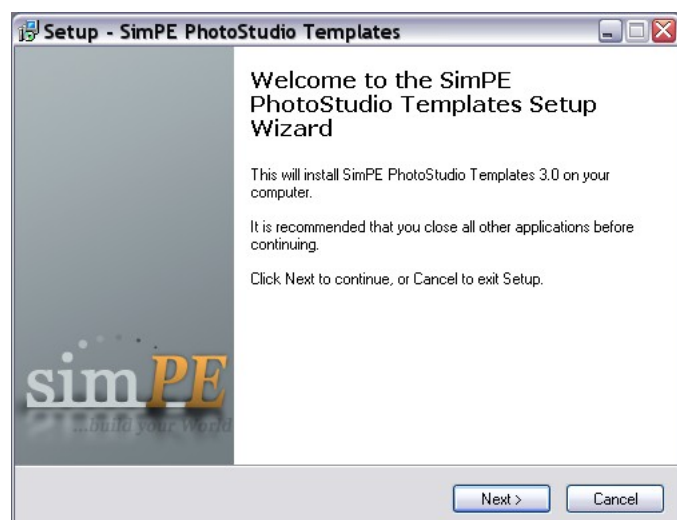 Setup - SimPE PhotoStudio Templates
Welcome to the SimPE
PhotoStudio Templates Setup
Wizard
This will install SimPE PhotoStudio Templates 3.0 on your
computer.
It is recommended that you close all other applications before
continuing.
Click Next to continue, or Cancel to exit Setup.
simPE
...build your World
Next >
Cancel